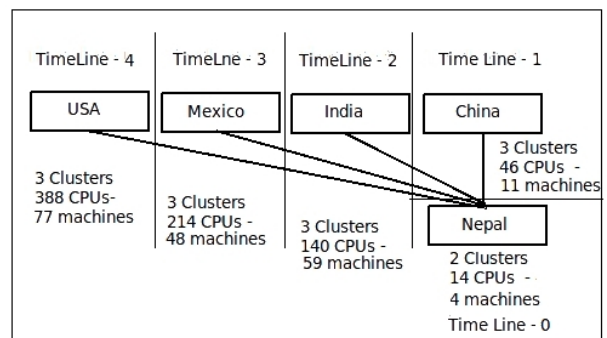 TimeLine - 4
TimeLne - 3
TimeLine - 2
Time Line - 1
USA
Mexico
India
China
3 Clusters
388 CPUs-
77 machines
3 Clusters
214 CPUs -
48 machines
3 Clusters
140 CPUs -
59 machines
3 Clusters
46 CPUs -
11 machines
Nepal
2 Clusters
14 CPUs -
4 machines
Time Line - 0